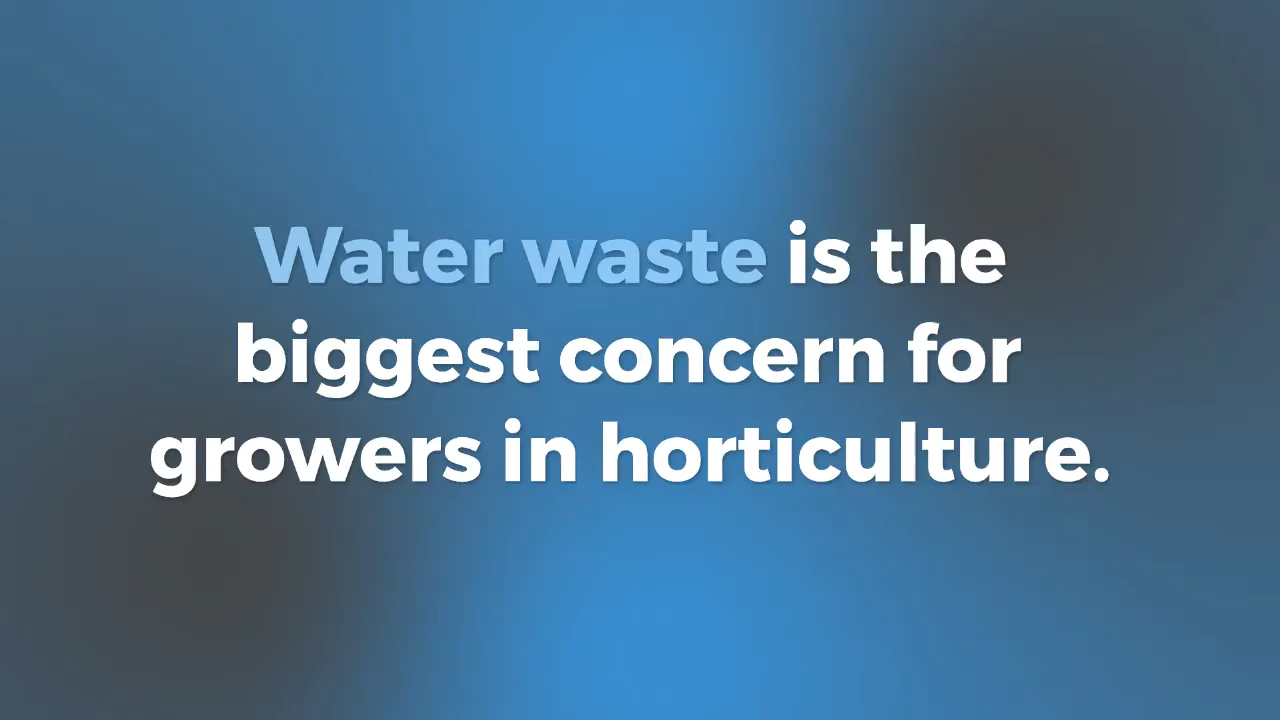 Water waste is the
biggest concern for
growers in horticulture.